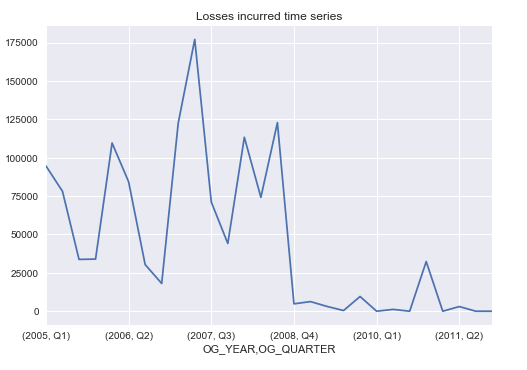 Losses incurred time series
175000
150000
125000
100000
75000
50000
25000
0
(2005, Q1) (2006, Q2) (2007, Q3) (2008, Q4) (2010, Q1) (2011, Q2)
OG_YEAR,OG_QUARTER